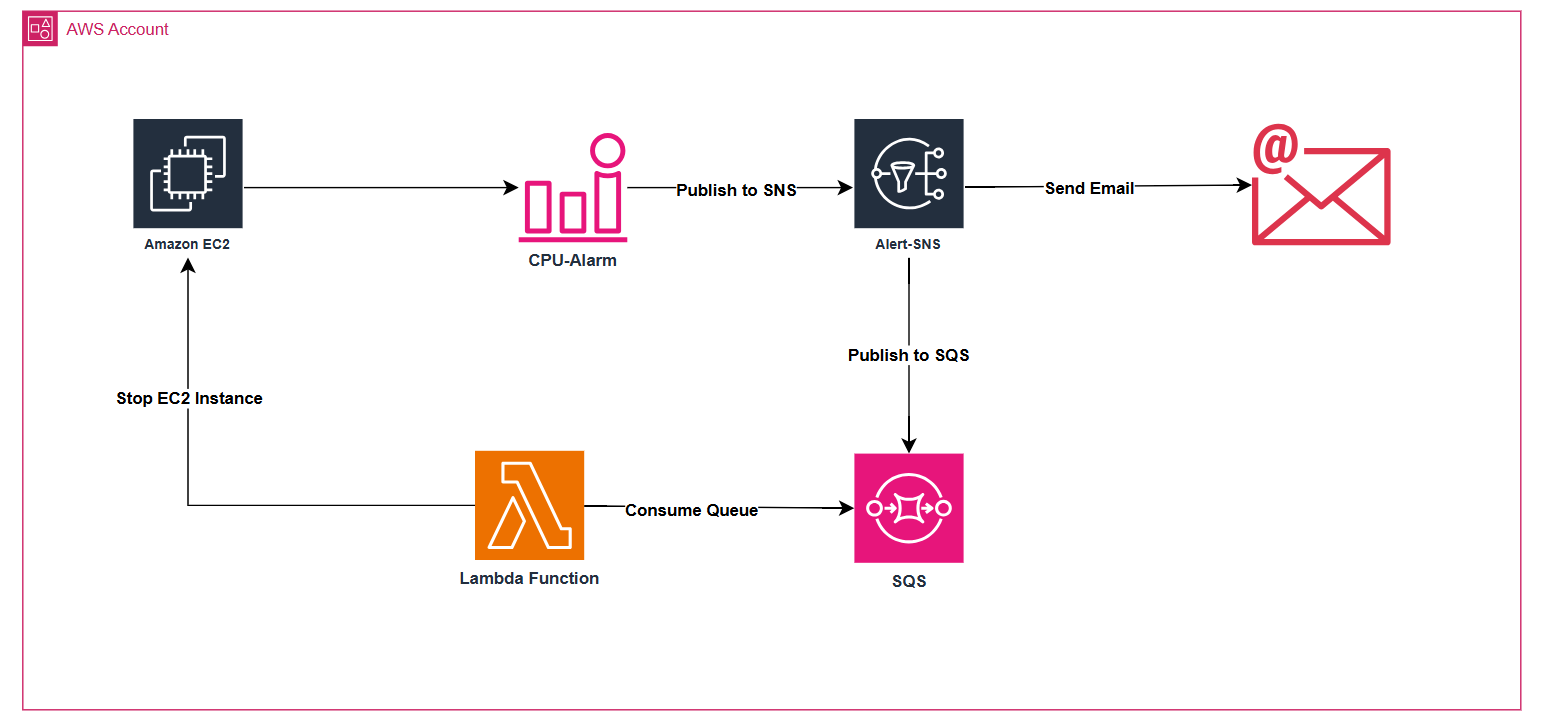 AWS Account
Amazon EC2
CPU-Alarm
Publish to SNS
Alert-SNS
Send Email
@
Publish to SQS
Stop EC2 Instance
Lambda Function
Consume Queue
SQS